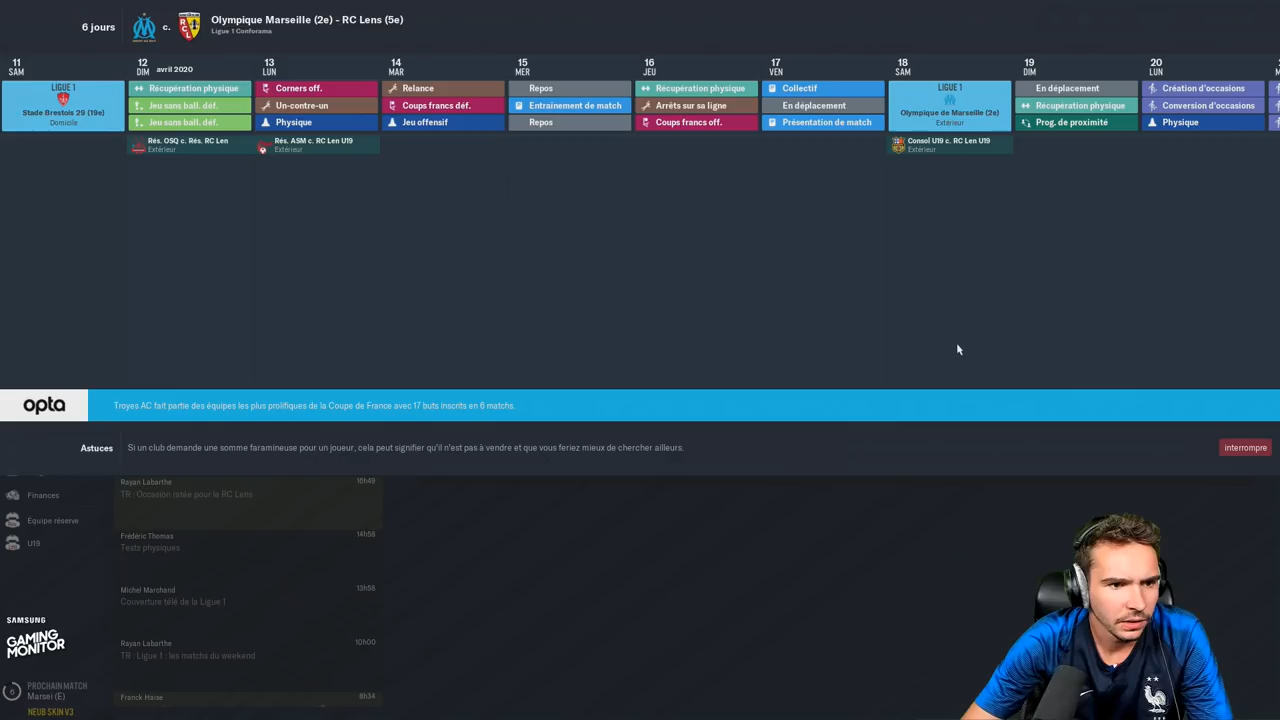 6 jours
c.
Olympique Marseille (2e) - RC Lens (5e)
Ligue 1 Conforama
11
SAM
12
DIM avril 2020
13
LUN
14
MAR
15
MER
16
JEU
17
VEN
18
SAM
19
DIM
20
LUN
LIGUE 1
Stade Brestois 29 (19e)
Domicile
Récupération physique
Jeu sans ball. déf.
Jeu sans ball. déf.
Corners off.
Un-contre-un
Physique
Relance
Coups francs déf.
Jeu offensif
Repos
Entraînement de match
Repos
Récupération physique
Arrêts sur sa ligne
Coups francs off.
Collectif
En déplacement
Présentation de match
LIGUE 1
Olympique de Marseille (2e)
Extérieur
En déplacement
Récupération physique
Prog. de proximité
Création d'occasions
Conversion d'occasions
Physique
Rés. OSQ c. Rés. RC Len
Extérieur
Rés. ASM c. RC Len U19
Extérieur
Consol U19 c. RC Len U19
Extérieur
opta
Troyes AC fait partie des équipes les plus prolifiques de la Coupe de France avec 17 buts inscrits en 6 matchs.
Astuces
Si un club demande une somme faramineuse pour un joueur, cela peut signifier qu'il n'est pas à vendre et que vous feriez mieux de chercher ailleurs.
interrompre
Finances
Equipe réserve
U19
Rayan Labarthe 16h49
TR : Occasion ratée pour le RC Lens
Frédéric Thomas 14h58
Tests physiques
Michel Marchand 13h58
Couverture télé de la Ligue 1
Rayan Labarthe 10h00
TR : Ligue 1 : les matchs du weekend
Franck Haise 8h34
SAMSUNG
GAMING
MONITOR
6
PROCHAIN MATCH
Marsei (E)
NEUB SKIN V3